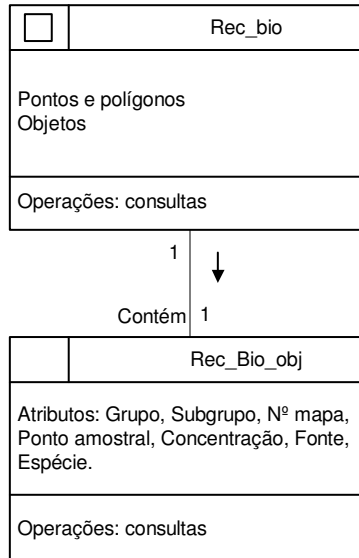 Rec_bio
Pontos e polígonos
Objetos
Operações: consultas
1
Contém 1
Rec_Bio_obj
Atributos: Grupo, Subgrupo, Nº mapa,
Ponto amostral, Concentração, Fonte,
Espécie.
Operações: consultas